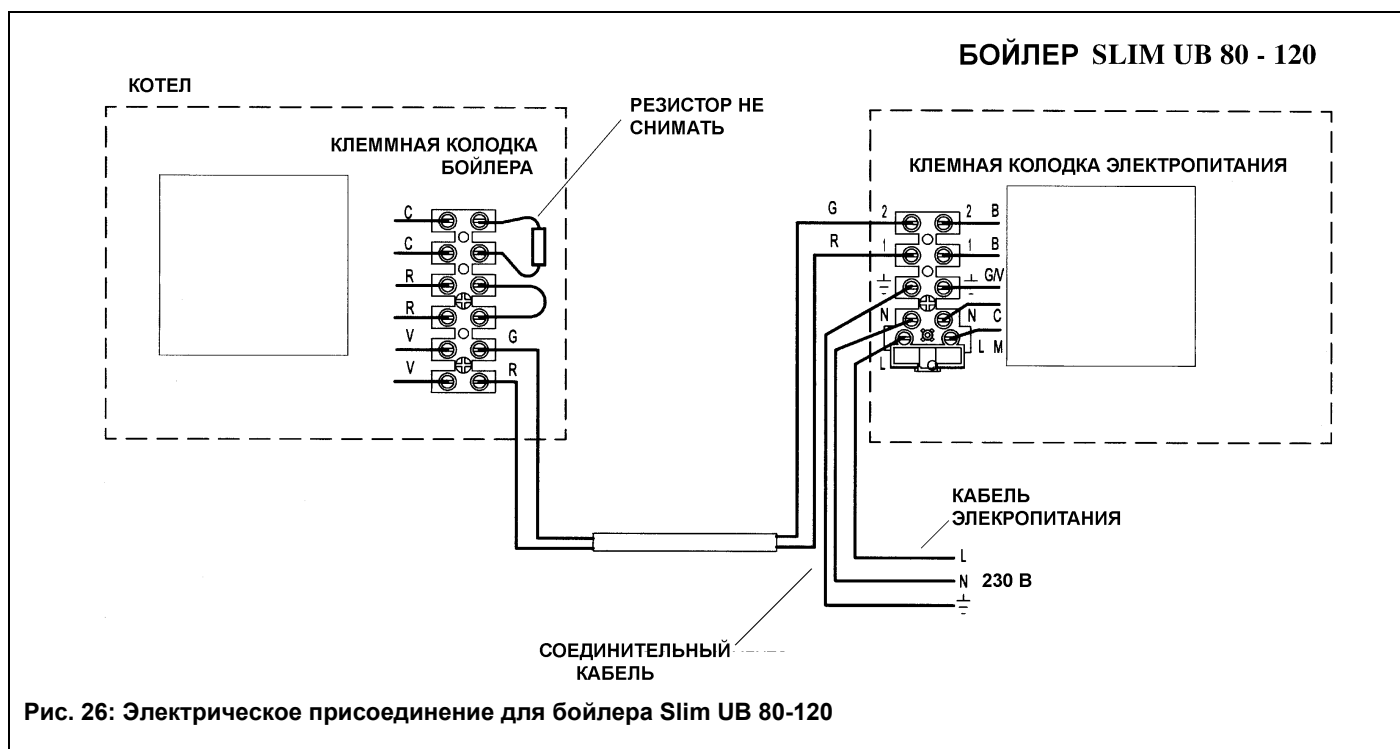 БОЙЛЕР SLIM UB 80 - 120
КОТЕЛ
РЕЗИСТОР НЕ
СНИМАТЬ
КЛЕММНАЯ КОЛОДКА
БОЙЛЕРА
КЛЕМНАЯ КОЛОДКА ЭЛЕКТРОПИТАНИЯ
C
C
R
R
V
V
G
R
G
R
2
1
N
L
2 B
1 B
G/V
N C
L M
КАБЕЛЬ
ЭЛЕКРОПИТАНИЯ
L
N 230 В
СОЕДИНИТЕЛЬНЫЙ
КАБЕЛЬ
Рис. 26: Электрическое присоединение для бойлера Slim UB 80-120